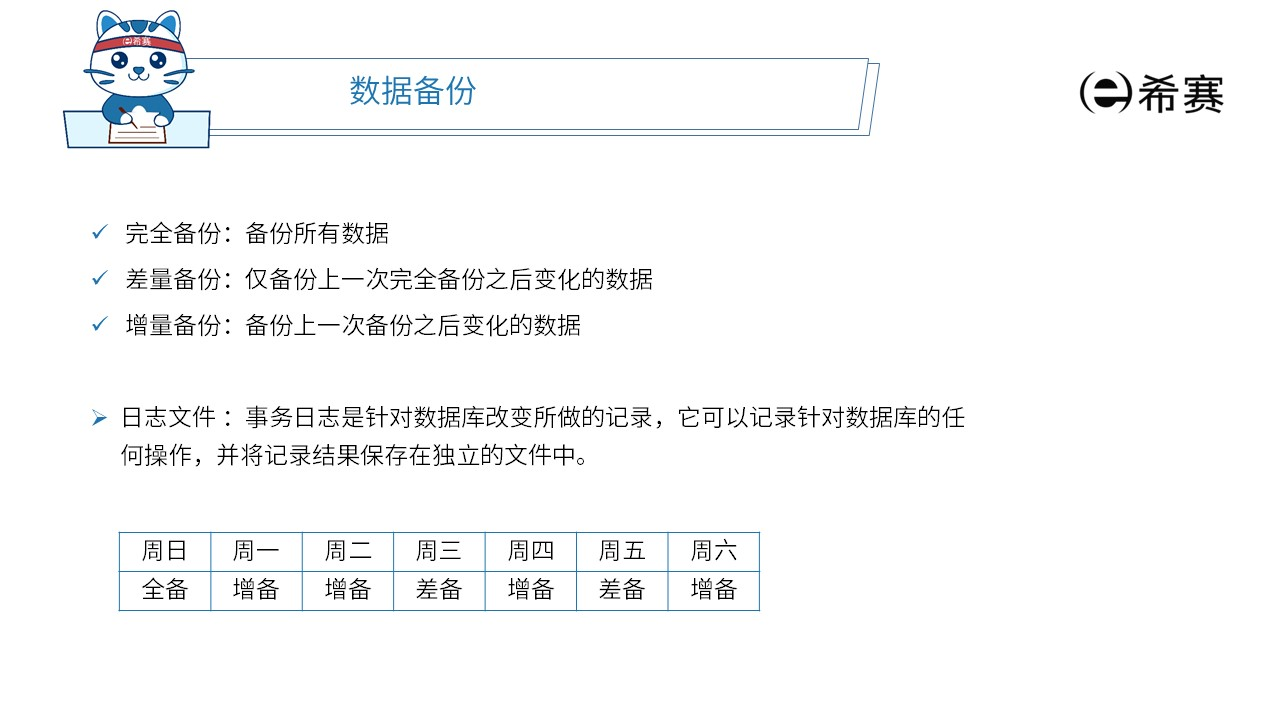 希赛
数据备份
希赛
完全备份：备份所有数据
差量备份：仅备份上一次完全备份之后变化的数据
增量备份：备份上一次备份之后变化的数据
日志文件 ：事务日志是针对数据库改变所做的记录，它可以记录针对数据库的任
何操作，并将记录结果保存在独立的文件中。
周日 周一 周二 周三 周四 周五 周六
全备 增备 增备 差备 增备 差备 增备